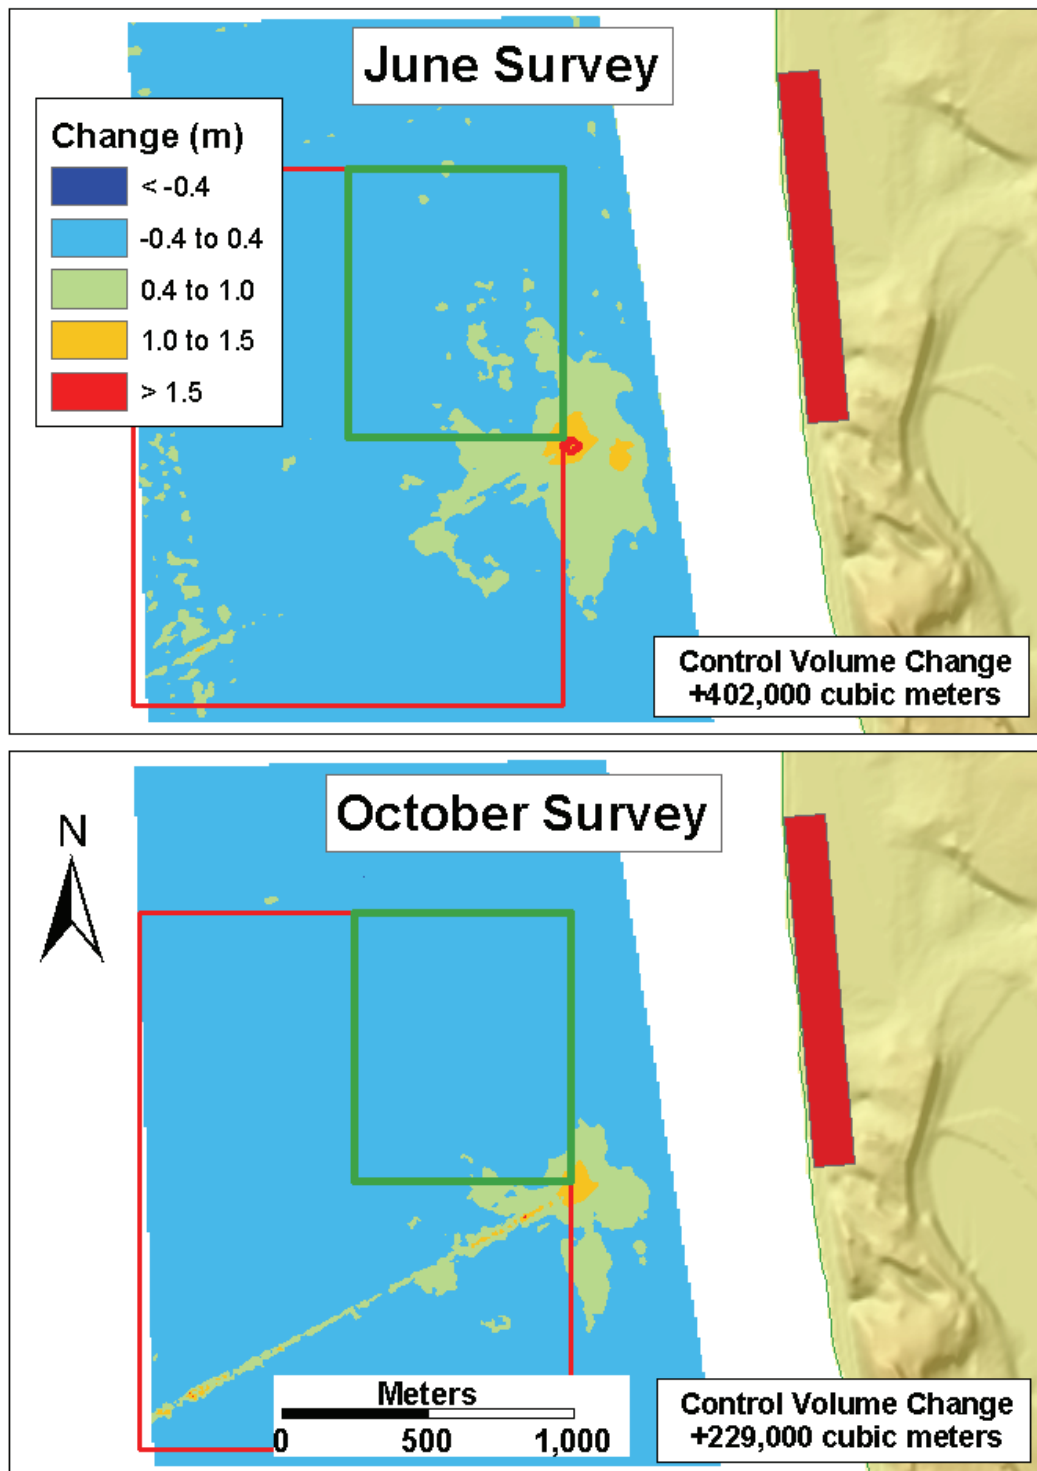 June Survey
Change (m)
< -0.4
-0.4 to 0.4
0.4 to 1.0
1.0 to 1.5
> 1.5
Control Volume Change
+402,000 cubic meters
October Survey
N
Meters
0 500 1,000
Control Volume Change
+229,000 cubic meters